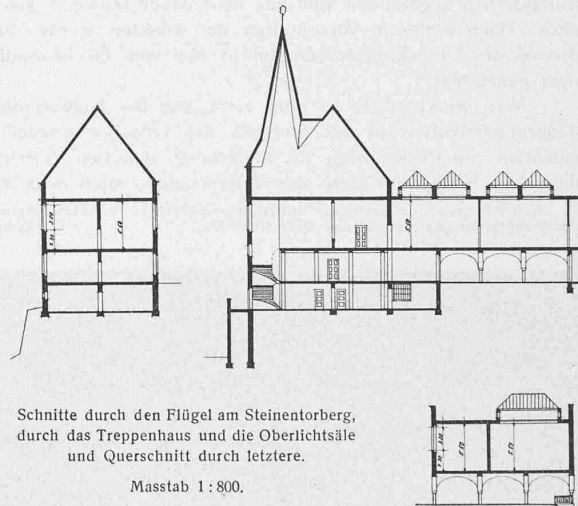 Schnitte durch den Flügel am Steinentorberg,
durch das Treppenhaus und die Oberlichtsäle
und Querschnitt durch letztere.
Masstab 1 : 800.